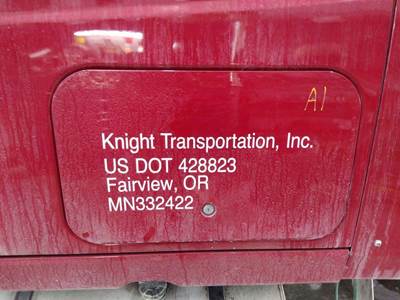 A1
Knight Transportation, Inc.
US DOT 428823
Fairview, OR
MN332422